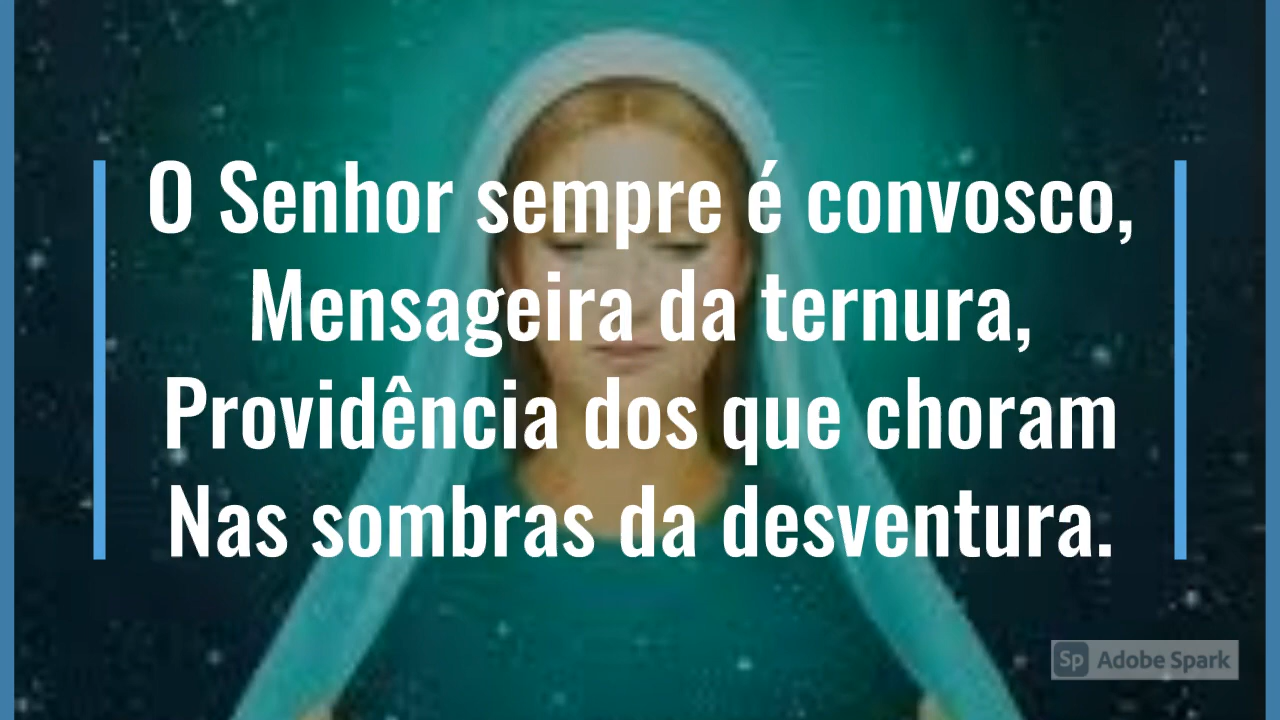 O Senhor sempre é convosco,
Mensageira da ternura,
Providência dos que choram
Nas sombras da desventura.
Sp Adobe Spark